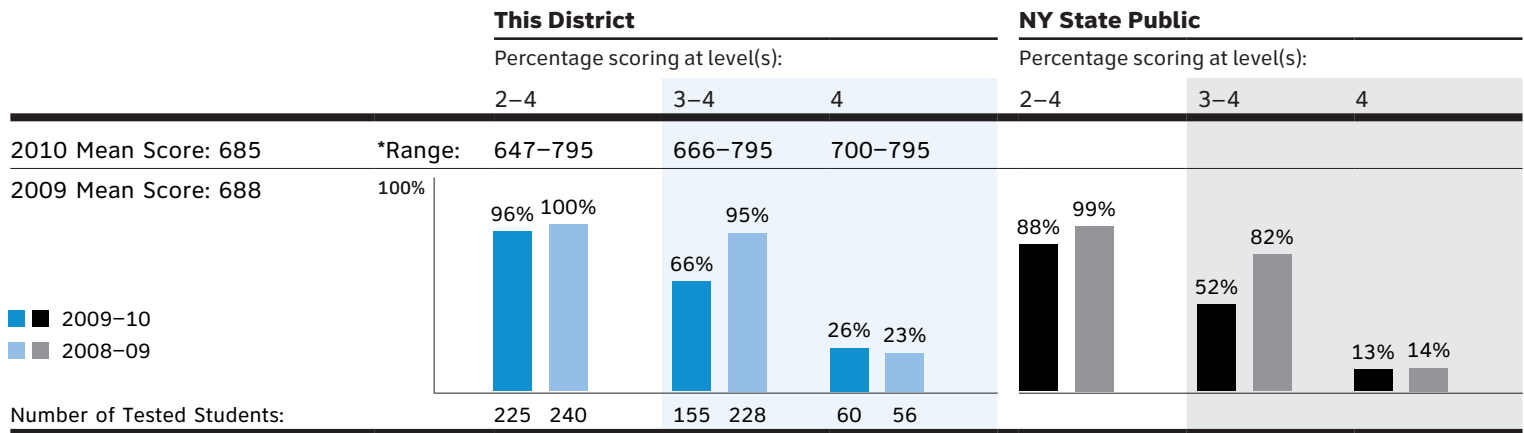 This District NY State Public
Percentage scoring at level(s): Percentage scoring at level(s):
2–4 3–4 4 2–4 3–4 4
2010 Mean Score: 685 *Range: 647–795 666–795 700–795
2009 Mean Score: 688 100%
96% 100% 66% 95% 26% 23% 88% 99% 52% 82% 13% 14%
2009–10
2008–09
Number of Tested Students: 225 240 155 228 60 56